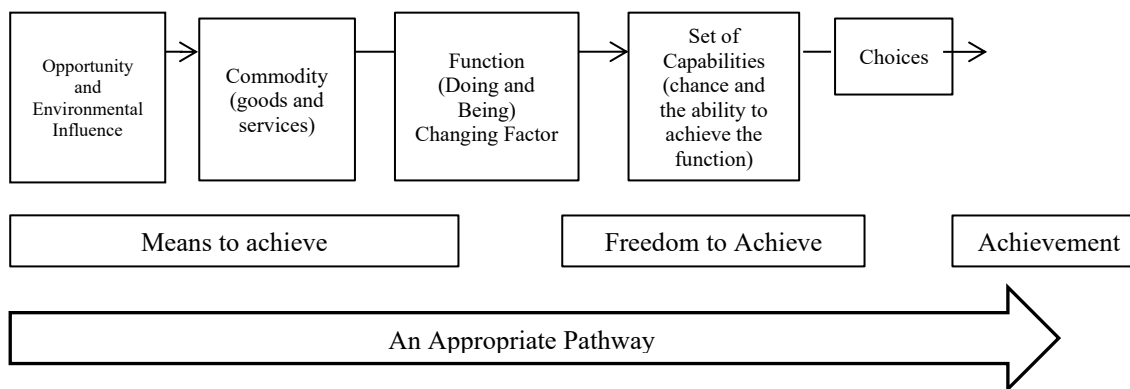 Opportunity
and
Environmental
Influence
Commodity
(goods and
services)
Function
(Doing and
Being)
Changing Factor
Set of
Capabilities
(chance and
the ability to
achieve the
function)
Choices
Means to achieve
Freedom to Achieve
Achievement
An Appropriate Pathway